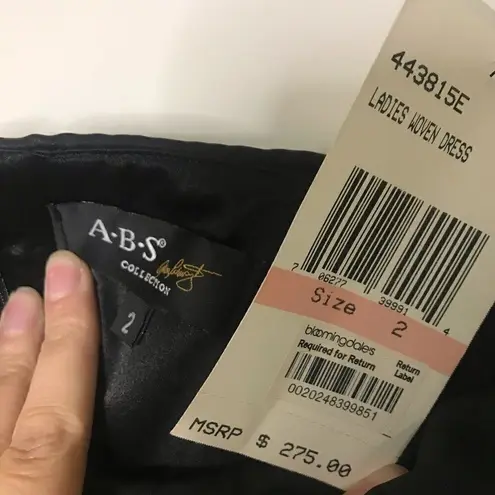 A·B·S®
COLLECTION
2
443815E
LADIES WOVEN DRESS
7 06277 39991 4
Size 2
bloomingdale's
Required for Return
Return
Label
0020248399851
MSRP $ 275.00